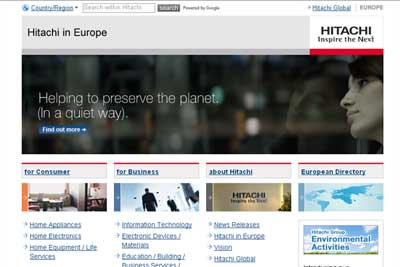 Country/Region
Search within Hitachi
search
Powered by Google
Hitachi Global
EUROPE
Hitachi in Europe
HITACHI
Inspire the Next
Helping to preserve the planet.
(In a quiet way).
Find out more
for Consumer
for Business
about Hitachi
European Directory
HITACHI
Inspire the Next
Home Appliances
Home Electronics
Home Equipment / Life
Services
Information Technology
Electronic Devices /
Materials
Education / Building /
Business Services /
News Releases
Hitachi in Europe
Vision
Hitachi Global
Hitachi Group
Environmental
Activities